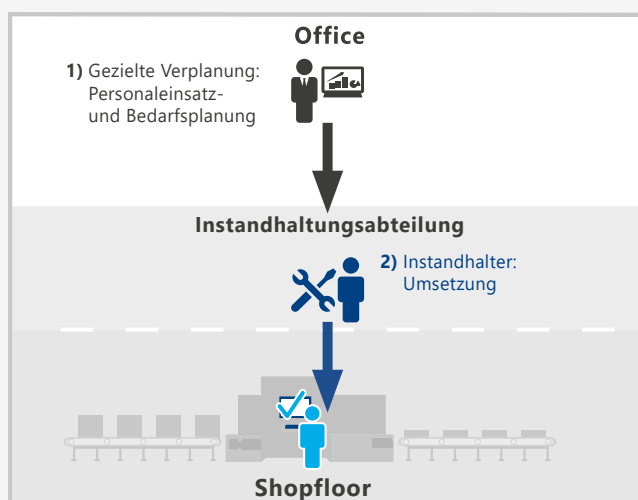 Office
1) Gezielte Verplanung:
Personaleinsatz-
und Bedarfsplanung
Instandhaltungsabteilung
2) Instandhalter:
Umsetzung
Shopfloor